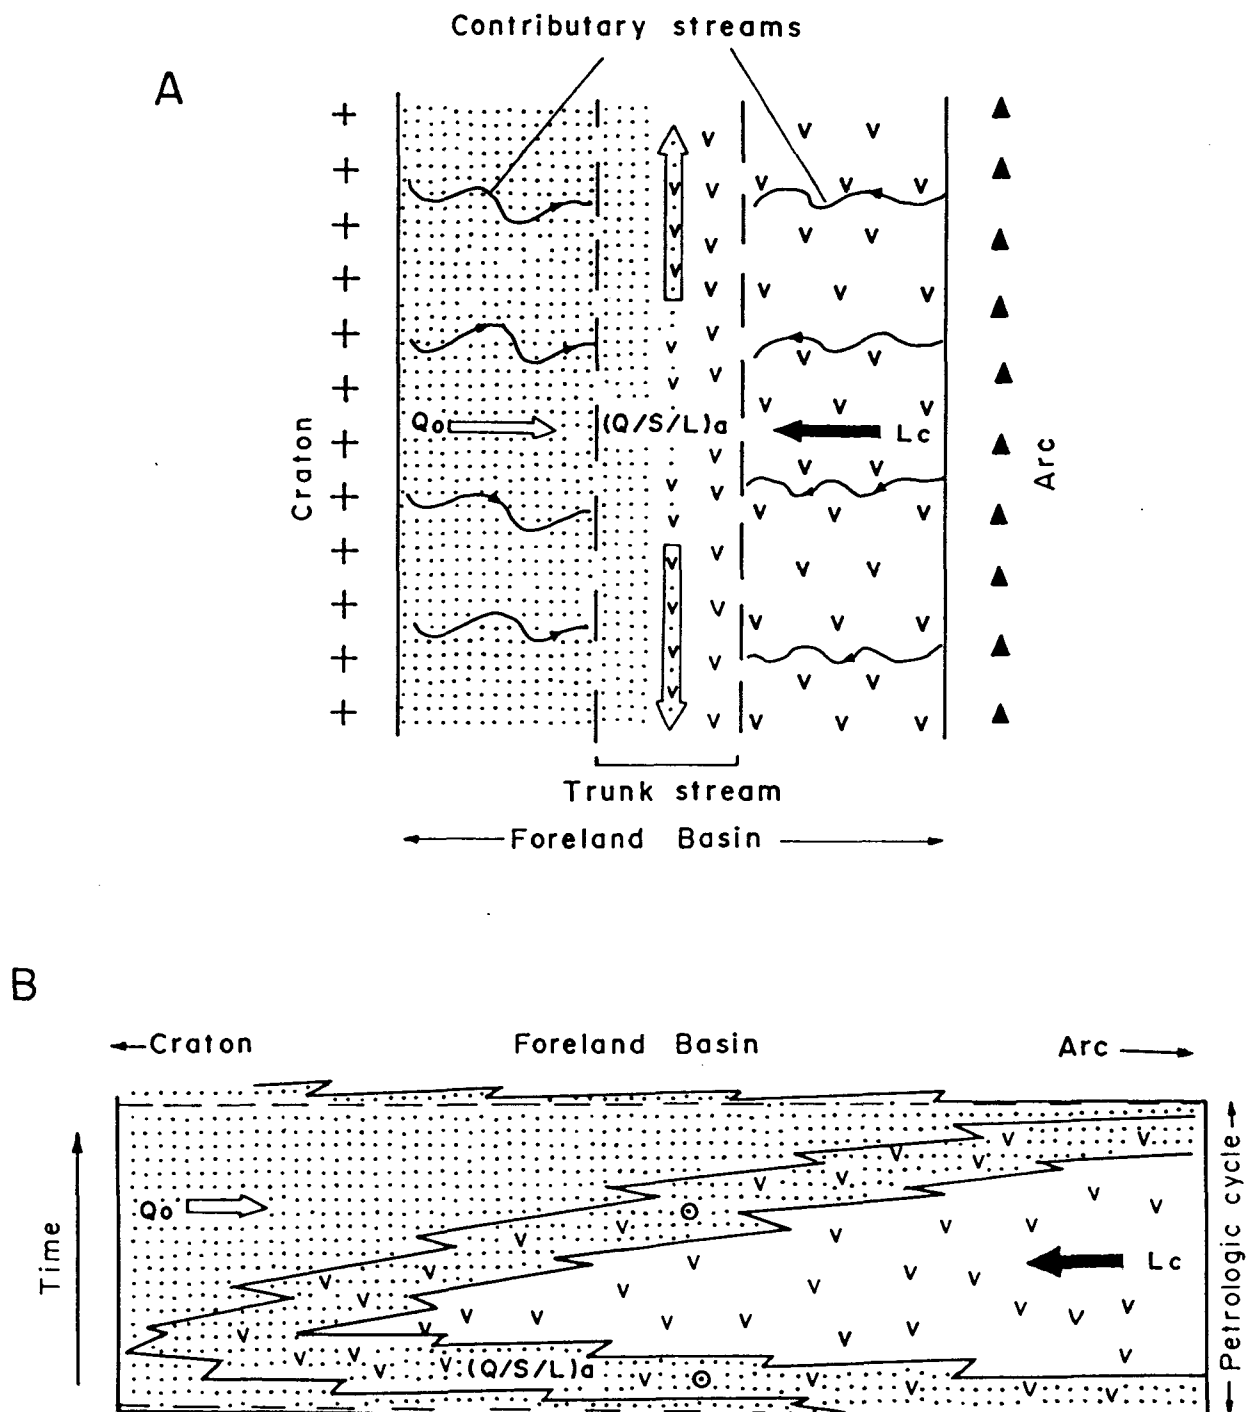 Contributary streams
A
Craton
Qo
(Q/S/L)a
Lc
Arc
Trunk stream
Foreland Basin
B
Craton
Foreland Basin
Arc
Time
Qo
Lc
(Q/S/L)a
Petrologic cycle